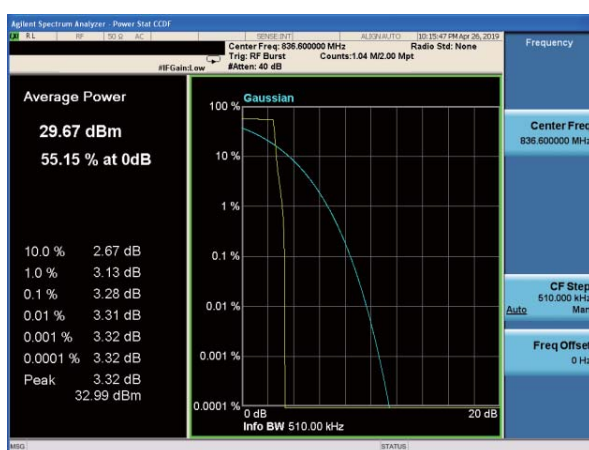 Agilent Spectrum Analyzer - Power Stat CCDF
RL RF 50 Ω AC SENSE:INT ALIGN AUTO 10:15:47 PM Apr 26, 2019
Center Freq: 836.600000 MHz Radio Std: None
Trig: RF Burst Counts:1.04 M/2.00 Mpt
#IFGain:Low #Atten: 40 dB
Frequency
Average Power
29.67 dBm
55.15 % at 0dB
10.0 % 2.67 dB
1.0 % 3.13 dB
0.1 % 3.28 dB
0.01 % 3.31 dB
0.001 % 3.32 dB
0.0001 % 3.32 dB
Peak 3.32 dB
32.99 dBm
Gaussian
100 %
10 %
1 %
0.1 %
0.01 %
0.001 %
0.0001 %
0 dB 20 dB
Info BW 510.00 kHz
Center Freq
836.600000 MHz
CF Step
510.000 kHz
Auto Man
Freq Offset
0 Hz
MSG STATUS